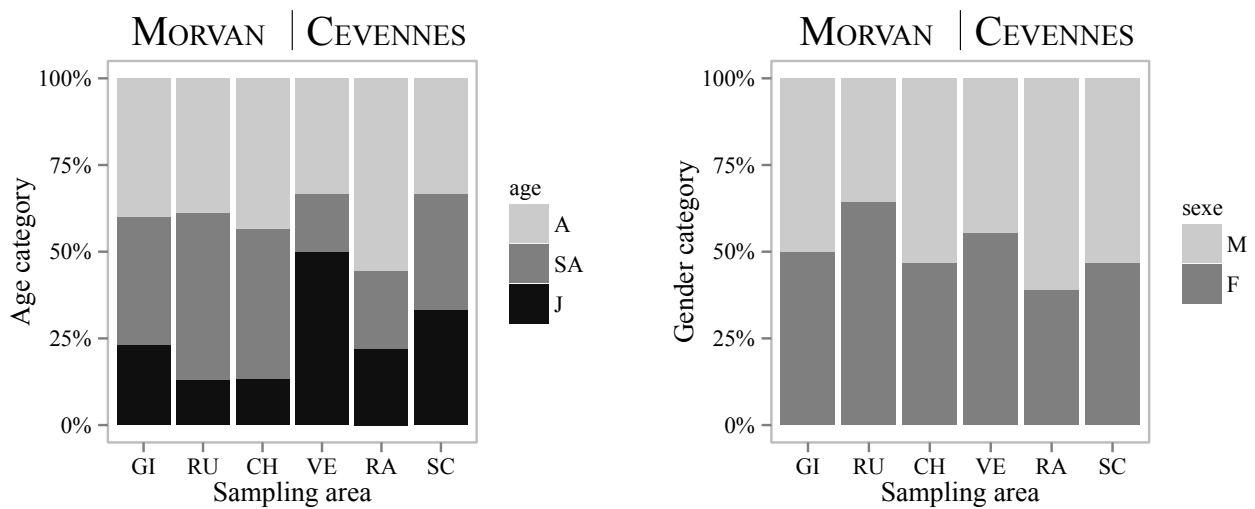 MORVAN | CEVENNES
100%
75%
50%
25%
0%
Age category
GI RU CH VE RA SC
Sampling area
age
A
SA
J
MORVAN | CEVENNES
100%
75%
50%
25%
0%
Gender category
GI RU CH VE RA SC
Sampling area
sexe
M
F